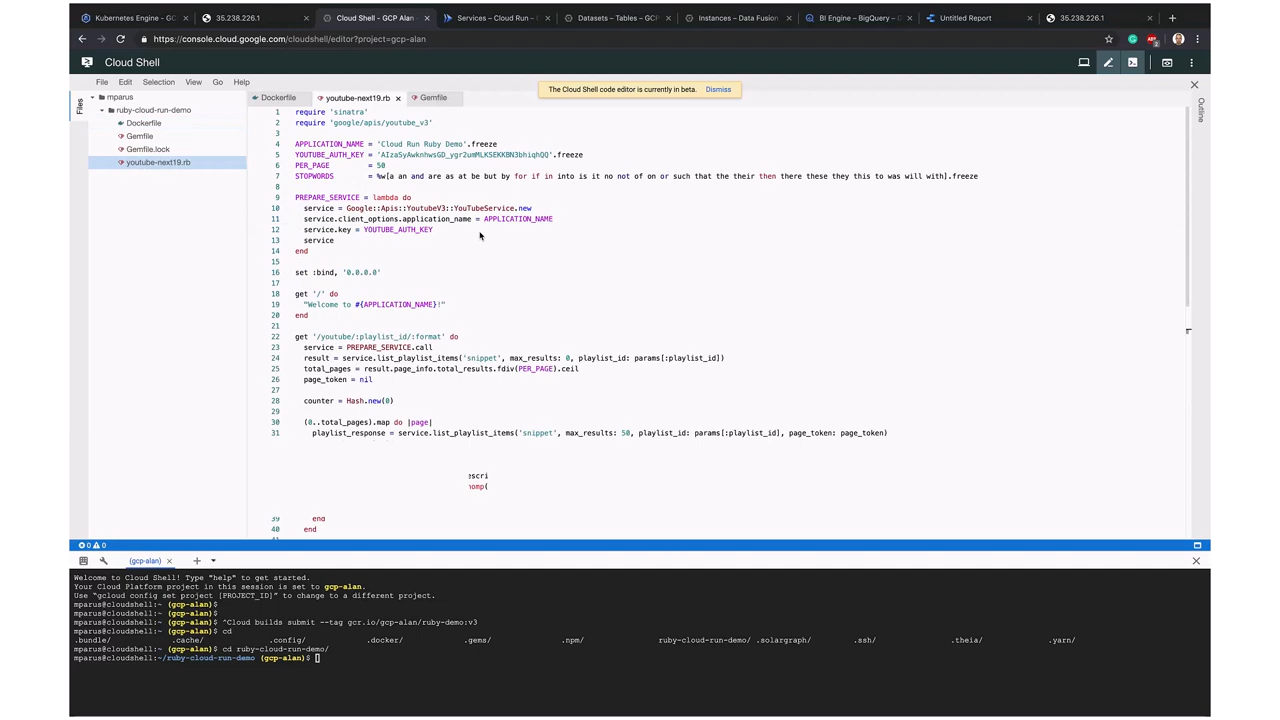 Kubernetes Engine - GC
35.238.226.1
Cloud Shell - GCP Alan
Services – Cloud Run –
Datasets – Tables – GCP
Instances – Data Fusion
BI Engine – BigQuery – D
Untitled Report
35.238.226.1
https://console.cloud.google.com/cloudshell/editor?project=gcp-alan
Cloud Shell
File Edit Selection View Go Help
The Cloud Shell code editor is currently in beta. Dismiss
Files
Outline
mparus
ruby-cloud-run-demo
Dockerfile
Gemfile
Gemfile.lock
youtube-next19.rb
Dockerfile
youtube-next19.rb
Gemfile
1 require 'sinatra'
2 require 'google/apis/youtube_v3'
3
4 APPLICATION_NAME = 'Cloud Run Ruby Demo'.freeze
5 YOUTUBE_AUTH_KEY = 'AIzaSyAwknhwsGD_ygr2umMLKSEKKBN3bhiqhQQ'.freeze
6 PER_PAGE = 50
7 STOPWORDS = %w[a an and are as at be but by for if in into is it no not of on or such that the their then there these they this to was will with].freeze
8
9 PREPARE_SERVICE = lambda do
10 service = Google::Apis::YoutubeV3::YouTubeService.new
11 service.client_options.application_name = APPLICATION_NAME
12 service.key = YOUTUBE_AUTH_KEY
13 service
14 end
15
16 set :bind, '0.0.0.0'
17
18 get '/' do
19 "Welcome to #{APPLICATION_NAME}!"
20 end
21
22 get '/youtube/:playlist_id/:format' do
23 service = PREPARE_SERVICE.call
24 result = service.list_playlist_items('snippet', max_results: 0, playlist_id: params[:playlist_id])
25 total_pages = result.page_info.total_results.fdiv(PER_PAGE).ceil
26 page_token = nil
27
28 counter = Hash.new(0)
29
30 (0..total_pages).map do |page|
31 playlist_response = service.list_playlist_items('snippet', max_results: 50, playlist_id: params[:playlist_id], page_token: page_token)
escri
homp(
39 end
40 end
0 0
(gcp-alan)
Welcome to Cloud Shell! Type "help" to get started.
Your Cloud Platform project in this session is set to gcp-alan.
Use "gcloud config set project [PROJECT_ID]" to change to a different project.
mparus@cloudshell:~ (gcp-alan)$
mparus@cloudshell:~ (gcp-alan)$
mparus@cloudshell:~ (gcp-alan)$ ^Cloud builds submit --tag gcr.io/gcp-alan/ruby-demo:v3
mparus@cloudshell:~ (gcp-alan)$ cd
.bundle/ .cache/ .config/ .docker/ .gems/ .npm/ ruby-cloud-run-demo/ .solargraph/ .ssh/ .theia/ .yarn/
mparus@cloudshell:~ (gcp-alan)$ cd ruby-cloud-run-demo/
mparus@cloudshell:~/ruby-cloud-run-demo (gcp-alan)$